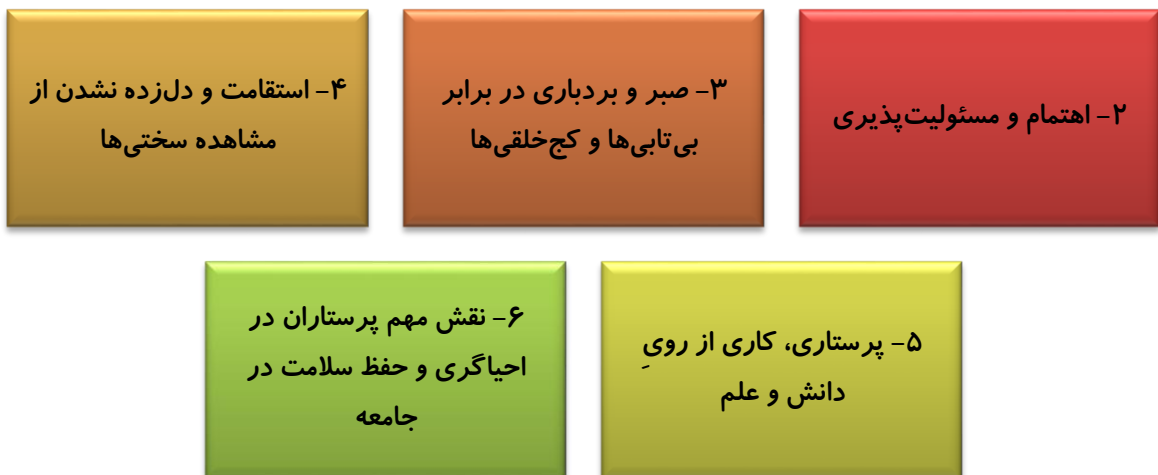 ۲- اهتمام و مسئولیت‌پذیری
۳- صبر و بردباری در برابر
بی‌تابی‌ها و کج‌خلقی‌ها
۴- استقامت و دل‌زده نشدن از
مشاهده سختی‌ها
۵- پرستاری، کاری از رویِ
دانش و علم
۶- نقش مهم پرستاران در
احیاگری و حفظ سلامت در
جامعه